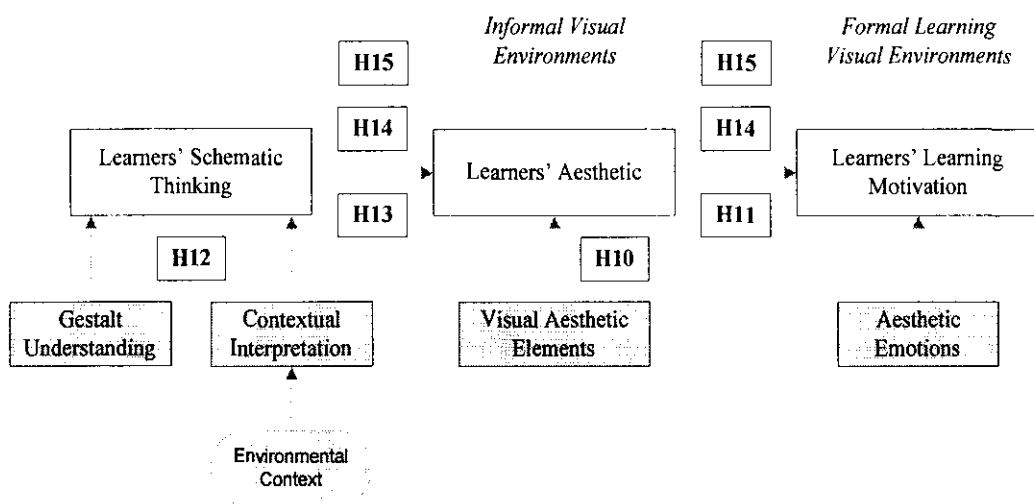 Informal Visual
Environments
Formal Learning
Visual Environments
H15
H15
H14
H14
Learners' Schematic
Thinking
Learners' Aesthetic
Learners' Learning
Motivation
H13
H11
H12
H10
Gestalt
Understanding
Contextual
Interpretation
Visual Aesthetic
Elements
Aesthetic
Emotions
Environmental
Context